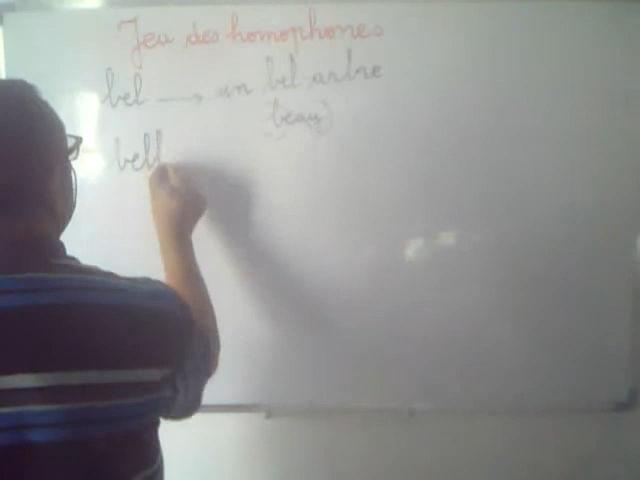 Jeu des homophones
bel → un bel arbre
(beau)
bell